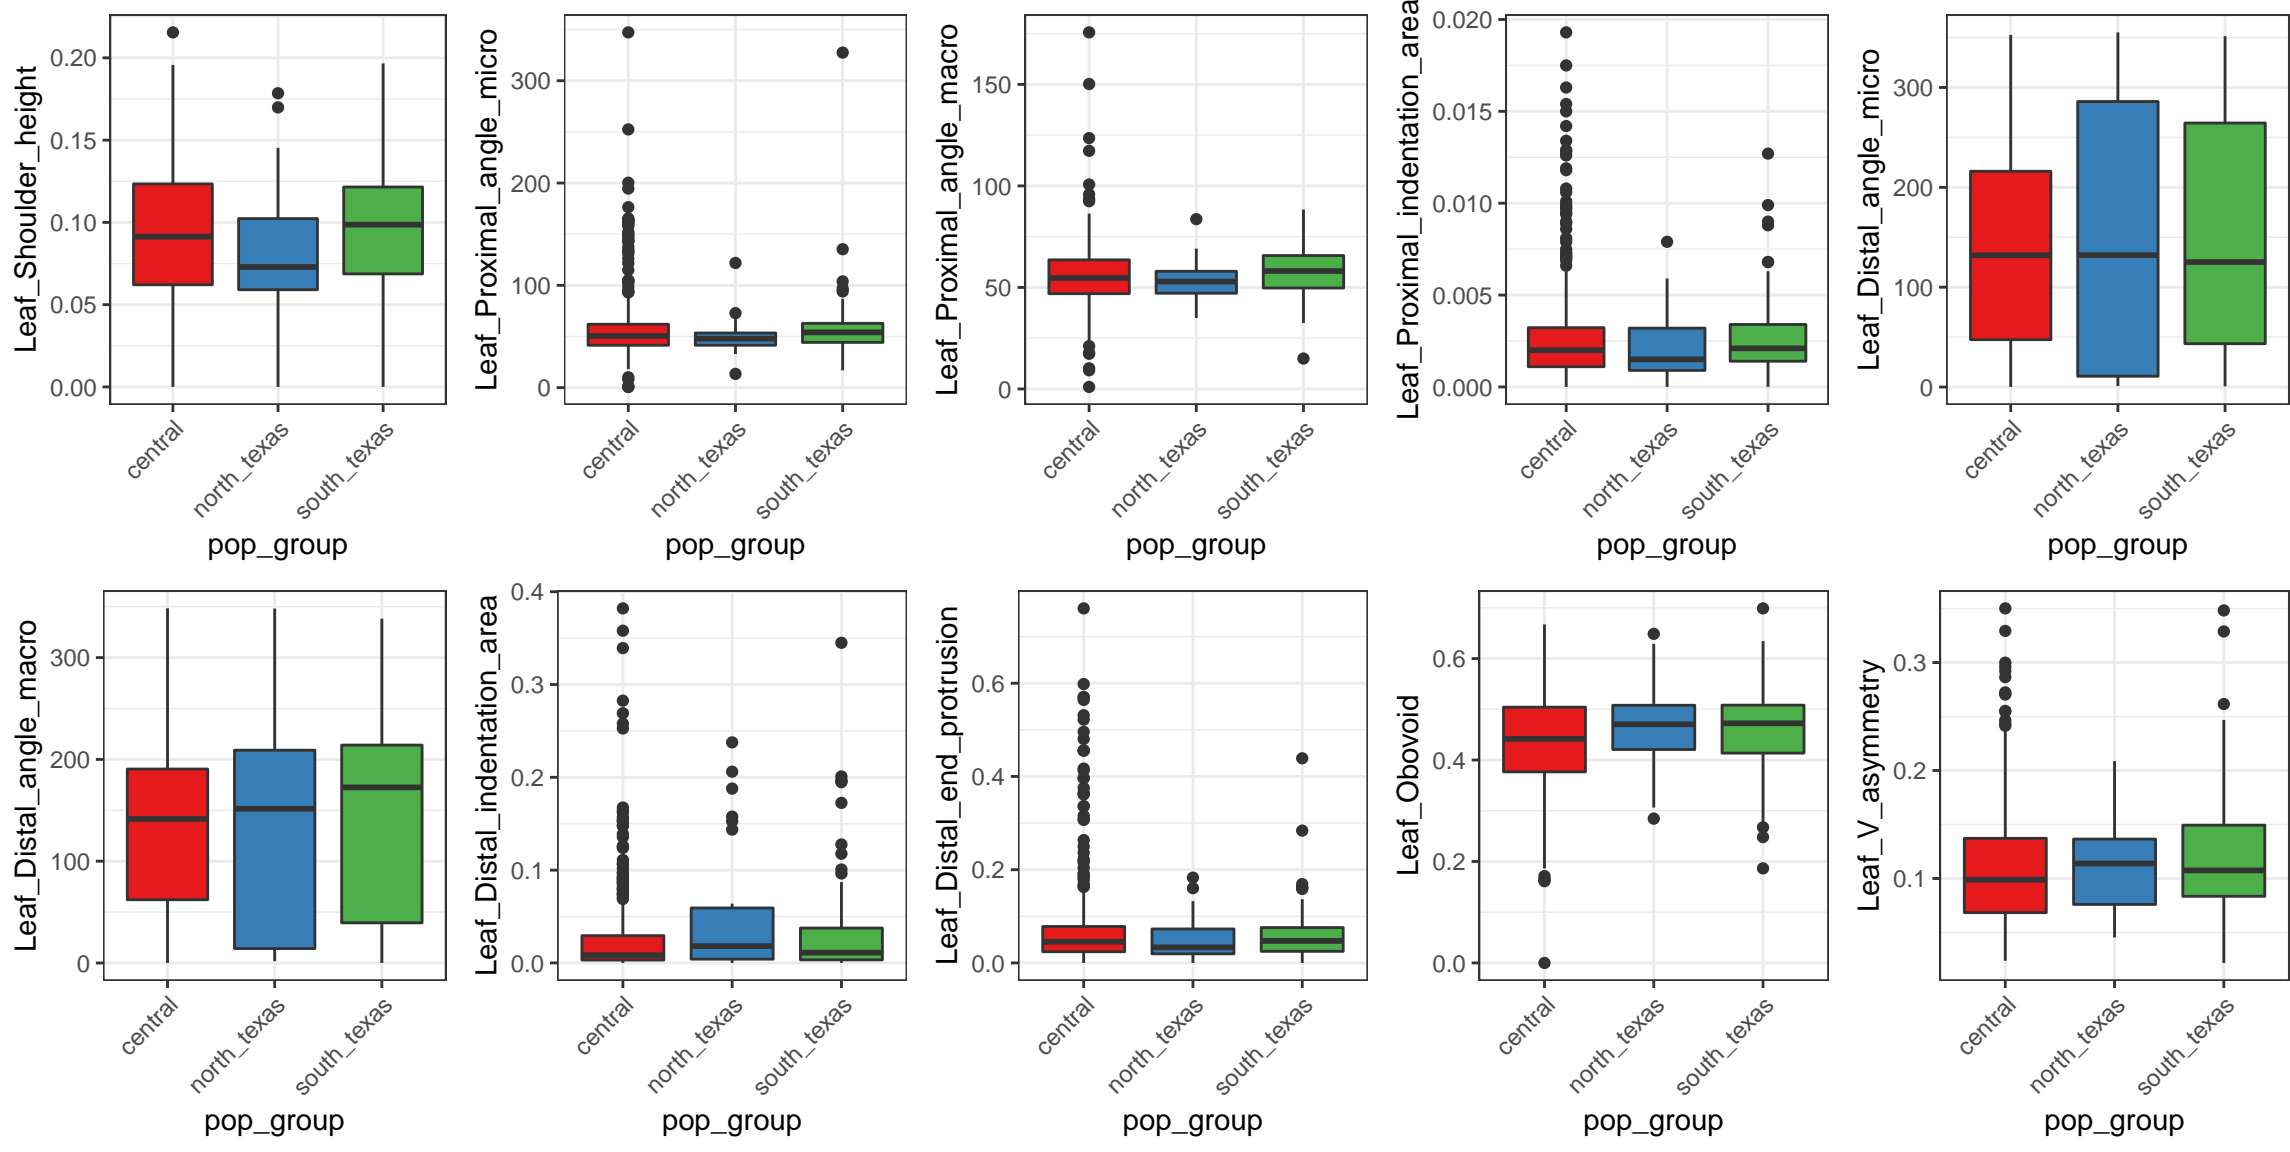 Leaf_Shoulder_height
0.20
0.15
0.10
0.05
0.00
central
north_texas
south_texas
pop_group
Leaf_Proximal_angle_micro
300
200
100
0
central
north_texas
south_texas
pop_group
Leaf_Proximal_angle_macro
150
100
50
0
central
north_texas
south_texas
pop_group
Leaf_Proximal_indentation_area
0.020
0.015
0.010
0.005
0.000
central
north_texas
south_texas
pop_group
Leaf_Distal_angle_micro
300
200
100
0
central
north_texas
south_texas
pop_group
Leaf_Distal_angle_macro
300
200
100
0
central
north_texas
south_texas
pop_group
Leaf_Distal_indentation_area
0.4
0.3
0.2
0.1
0.0
central
north_texas
south_texas
pop_group
Leaf_Distal_end_protrusion
0.6
0.4
0.2
0.0
central
north_texas
south_texas
pop_group
Leaf_Obovoid
0.6
0.4
0.2
0.0
central
north_texas
south_texas
pop_group
Leaf_V_asymmetry
0.3
0.2
0.1
central
north_texas
south_texas
pop_group